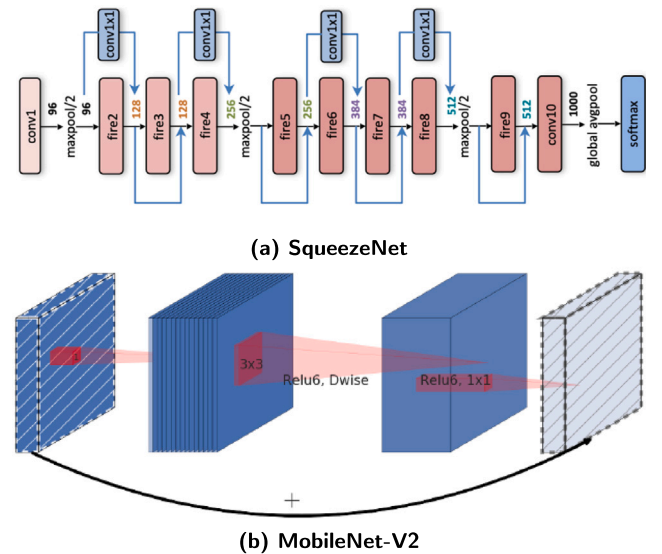 conv1x1 conv1x1 conv1x1 conv1x1
conv1 96 maxpool/2 96 fire2 128 fire3 128 fire4 256 maxpool/2 fire5 256 fire6 384 fire7 384 fire8 512 maxpool/2 fire9 512 conv10 1000 global avgpool softmax
(a) SqueezeNet
3x3
Relu6, Dwise
Relu6, 1x1
+
(b) MobileNet-V2